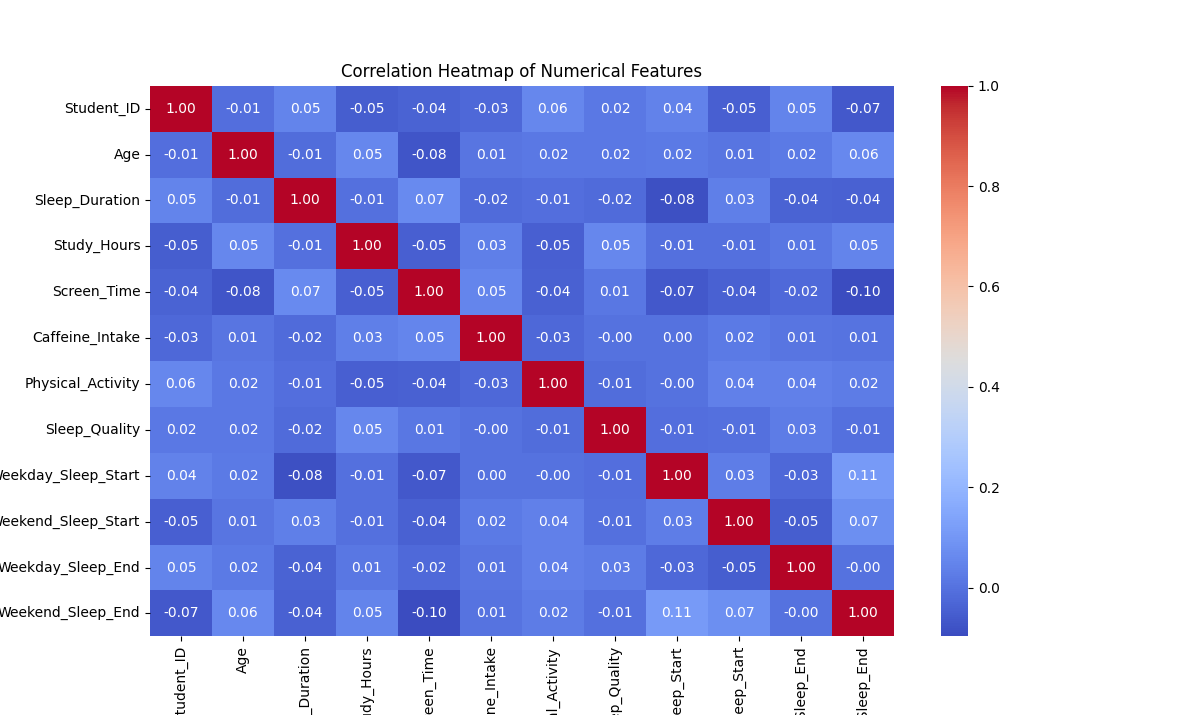 Correlation Heatmap of Numerical Features
Student_ID 1.00 -0.01 0.05 -0.05 -0.04 -0.03 0.06 0.02 0.04 -0.05 0.05 -0.07
Age -0.01 1.00 -0.01 0.05 -0.08 0.01 0.02 0.02 0.02 0.01 0.02 0.06
Sleep_Duration 0.05 -0.01 1.00 -0.01 0.07 -0.02 -0.01 -0.02 -0.08 0.03 -0.04 -0.04
Study_Hours -0.05 0.05 -0.01 1.00 -0.05 0.03 -0.05 0.05 -0.01 -0.01 0.01 0.05
Screen_Time -0.04 -0.08 0.07 -0.05 1.00 0.05 -0.04 0.01 -0.07 -0.04 -0.02 -0.10
Caffeine_Intake -0.03 0.01 -0.02 0.03 0.05 1.00 -0.03 -0.00 0.00 0.02 0.01 0.01
Physical_Activity 0.06 0.02 -0.01 -0.05 -0.04 -0.03 1.00 -0.01 -0.00 0.04 0.04 0.02
Sleep_Quality 0.02 0.02 -0.02 0.05 0.01 -0.00 -0.01 1.00 -0.01 -0.01 0.03 -0.01
eekday_Sleep_Start 0.04 0.02 -0.08 -0.01 -0.07 0.00 -0.00 -0.01 1.00 0.03 -0.03 0.11
eekend_Sleep_Start -0.05 0.01 0.03 -0.01 -0.04 0.02 0.04 -0.01 0.03 1.00 -0.05 0.07
Weekday_Sleep_End 0.05 0.02 -0.04 0.01 -0.02 0.01 0.04 0.03 -0.03 -0.05 1.00 -0.00
Weekend_Sleep_End -0.07 0.06 -0.04 0.05 -0.10 0.01 0.02 -0.01 0.11 0.07 -0.00 1.00
tudent_ID
Age
_Duration
dy_Hours
een_Time
ne_Intake
al_Activity
ep_Quality
eep_Start
eep_Start
Sleep_End
Sleep_End
1.0
0.8
0.6
0.4
0.2
0.0